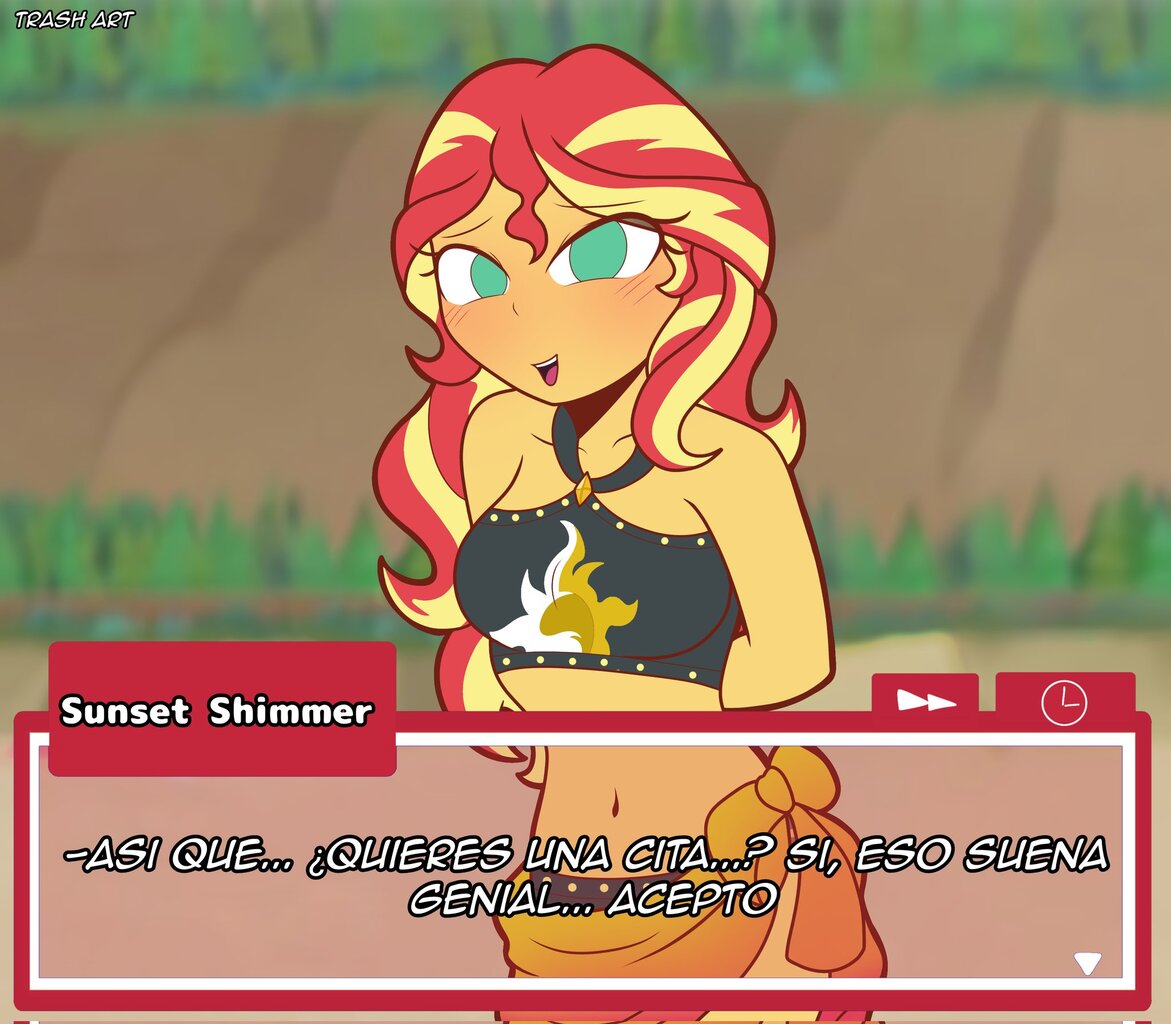 TRASH ART
Sunset Shimmer
-ASI QUE... ¿QUIERES UNA CITA...? SI, ESO SUENA
GENIAL... ACEPTO